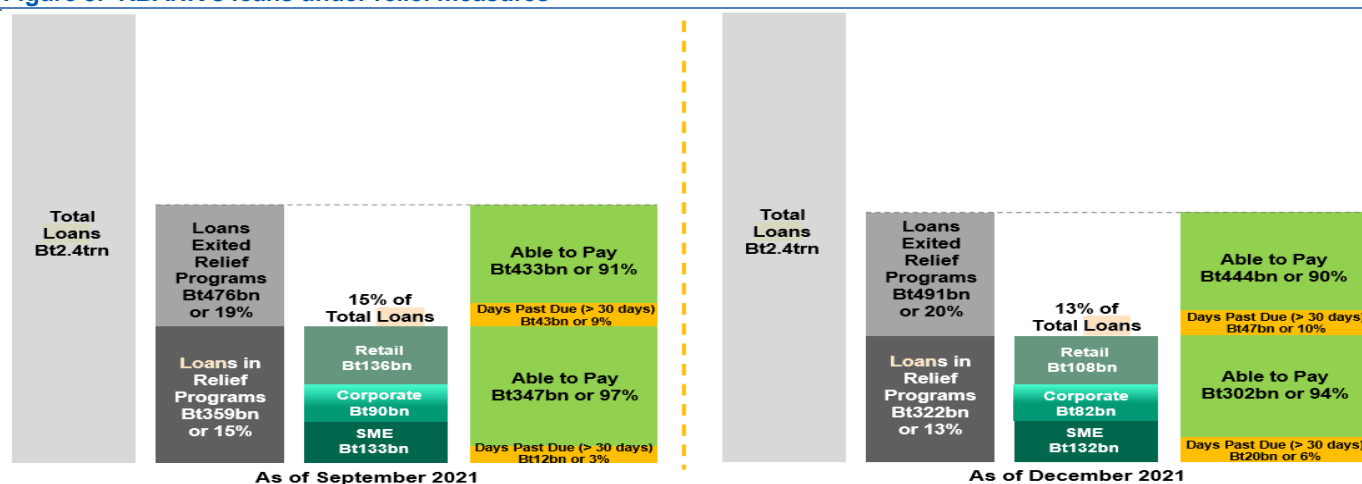 Total
Loans
Bt2.4trn
Loans
Exited
Relief
Programs
Bt476bn
or 19%
Loans in
Relief
Programs
Bt359bn
or 15%
15% of
Total Loans
Retail
Bt136bn
Corporate
Bt90bn
SME
Bt133bn
Able to Pay
Bt433bn or 91%
Days Past Due (> 30 days)
Bt43bn or 9%
Able to Pay
Bt347bn or 97%
Days Past Due (> 30 days)
Bt12bn or 3%
As of September 2021
Total
Loans
Bt2.4trn
Loans
Exited
Relief
Programs
Bt491bn
or 20%
Loans in
Relief
Programs
Bt322bn
or 13%
13% of
Total Loans
Retail
Bt108bn
Corporate
Bt82bn
SME
Bt132bn
Able to Pay
Bt444bn or 90%
Days Past Due (> 30 days)
Bt47bn or 10%
Able to Pay
Bt302bn or 94%
Days Past Due (> 30 days)
Bt20bn or 6%
As of December 2021